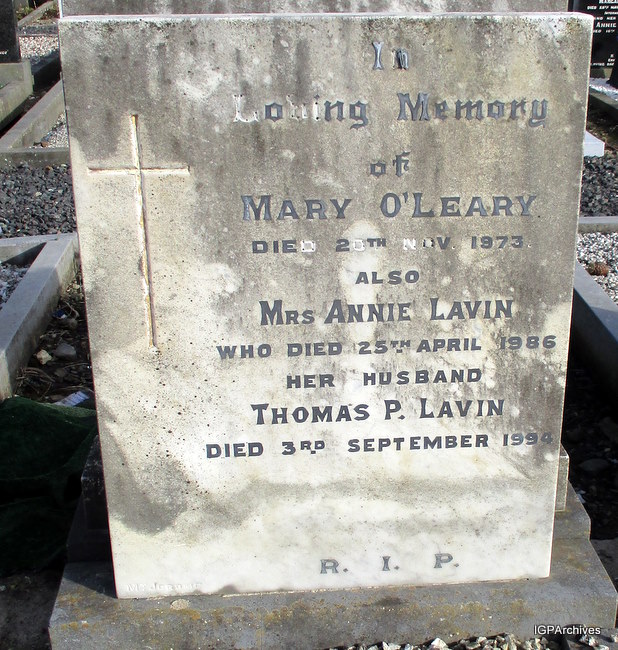 In
Loving Memory
of
MARY O'LEARY
DIED 20TH NOV. 1973.
ALSO
MRS ANNIE LAVIN
WHO DIED 25TH APRIL 1986
HER HUSBAND
THOMAS P. LAVIN
DIED 3RD SEPTEMBER 1994
R. I. P.
ANNIE
IGPArchives